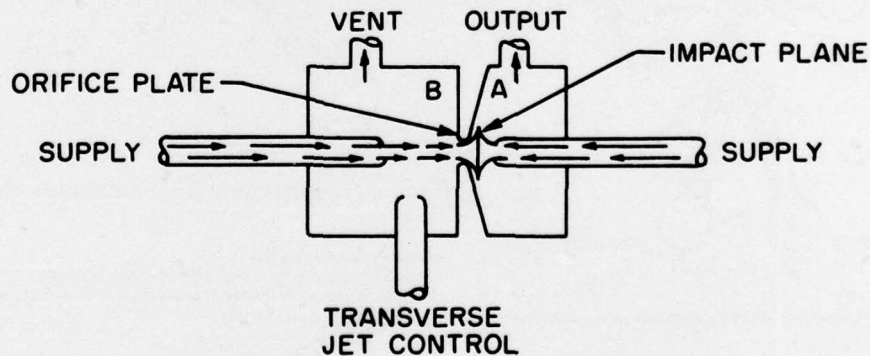 VENT
OUTPUT
IMPACT PLANE
ORIFICE PLATE
B
A
SUPPLY
SUPPLY
TRANSVERSE
JET CONTROL